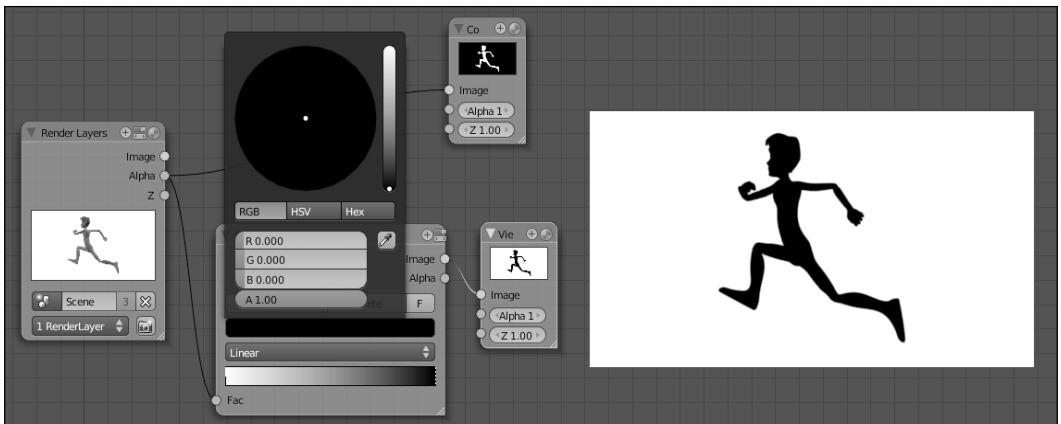 Render Layers
Image
Alpha
Z
Scene
3
1 RenderLayer
RGB
HSV
Hex
R 0.000
G 0.000
B 0.000
A 1.00
Image
Alpha
F
Linear
Fac
Co
Image
Alpha 1
Z 1.00
Vie
Image
Alpha 1
Z 1.00